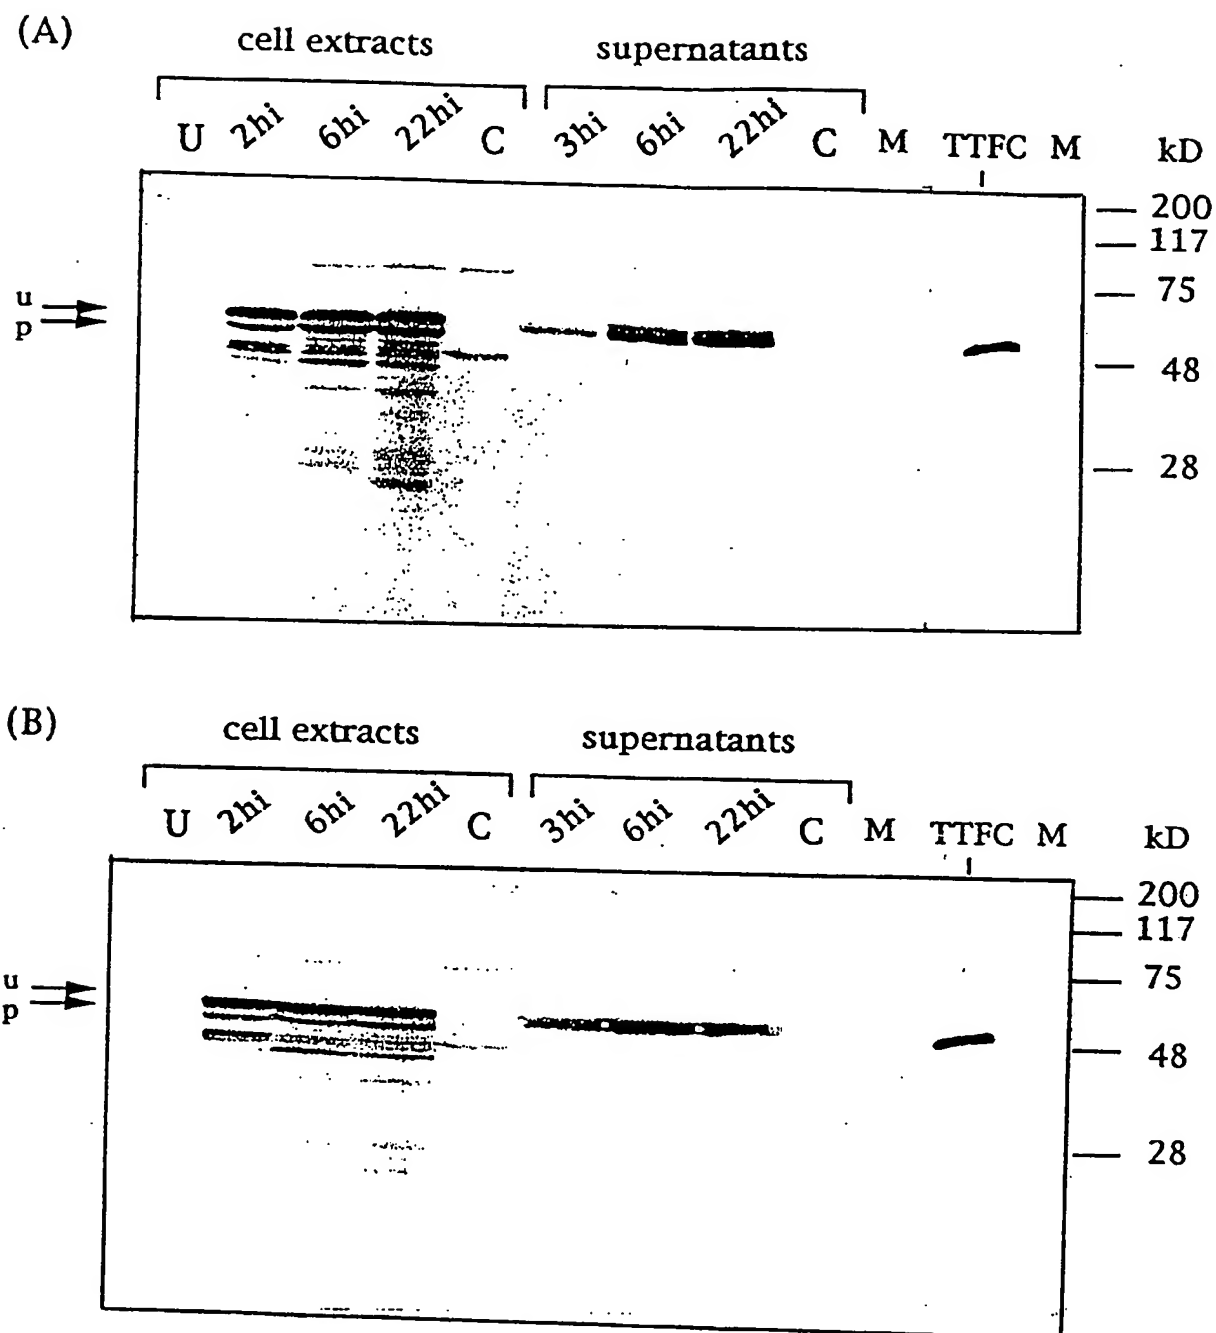 (A)
cell extracts supernatants
U 2hi 6hi 22hi C 3hi 6hi 22hi C M TTFC M kD
200
117
75
u
p
48
28
(B)
cell extracts supernatants
U 2hi 6hi 22hi C 3hi 6hi 22hi C M TTFC M kD
200
117
75
u
p
48
28